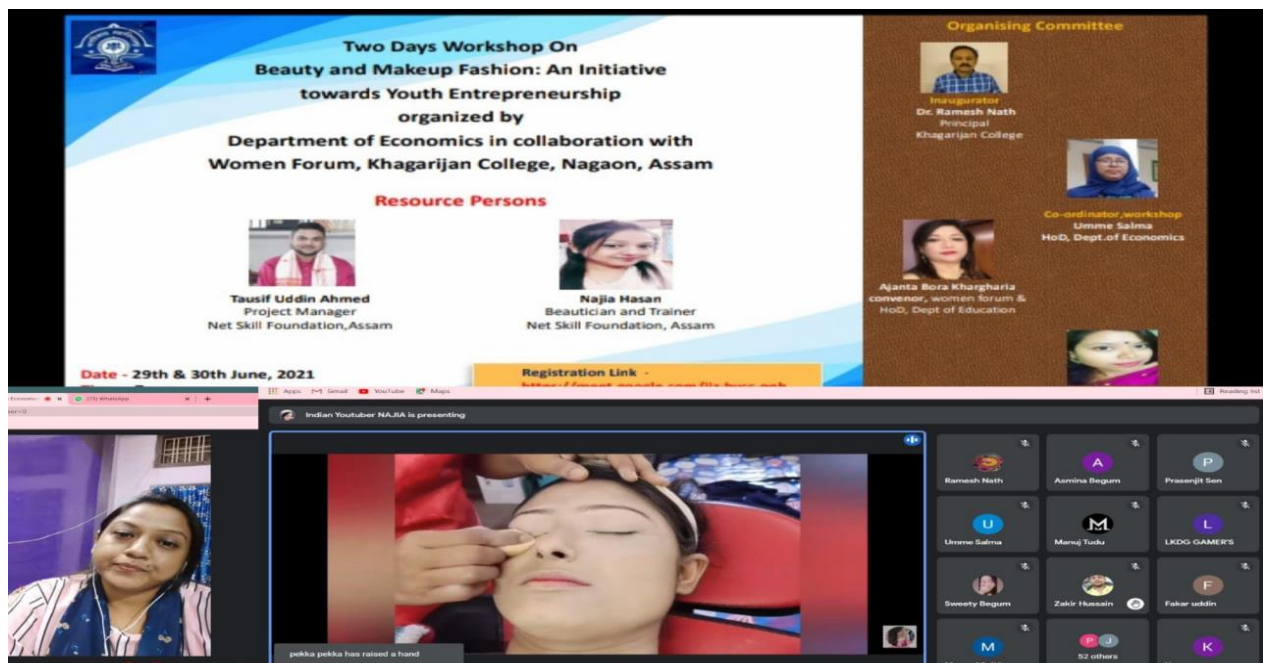 Two Days Workshop On
Beauty and Makeup Fashion: An Initiative
towards Youth Entrepreneurship
organized by
Department of Economics in collaboration with
Women Forum, Khagarijan College, Nagaon, Assam
Resource Persons
Tausif Uddin Ahmed
Project Manager
Net Skill Foundation,Assam
Najia Hasan
Beautician and Trainer
Net Skill Foundation, Assam
Date - 29th & 30th June, 2021
Registration Link -
Organising Committee
Inaugurator
Dr. Ramesh Nath
Principal
Khagarijan College
Co-ordinator,workshop
Umme Salma
HoD, Dept.of Economics
Ajanta Bora Khargharia
convenor, women forum &
HoD, Dept of Education
Apps
Gmail
YouTube
Maps
Reading list
WhatsApp
Indian Youtuber NAJIA is presenting
pekka pekka has raised a hand
Ramesh Nath
A
Asmina Begum
P
Prasenjit Sen
U
Umme Salma
M
Manuj Tudu
L
LKDG GAMER'S
Sweety Begum
Zakir Hussain
F
Fakar uddin
M
P J
52 others
K